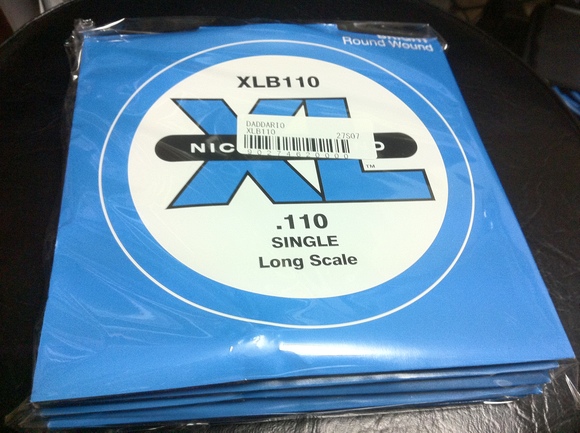 Round Wound
XLB110
XL
DADDARIO
XLB110 27507
NIC
TM
.110
SINGLE
Long Scale